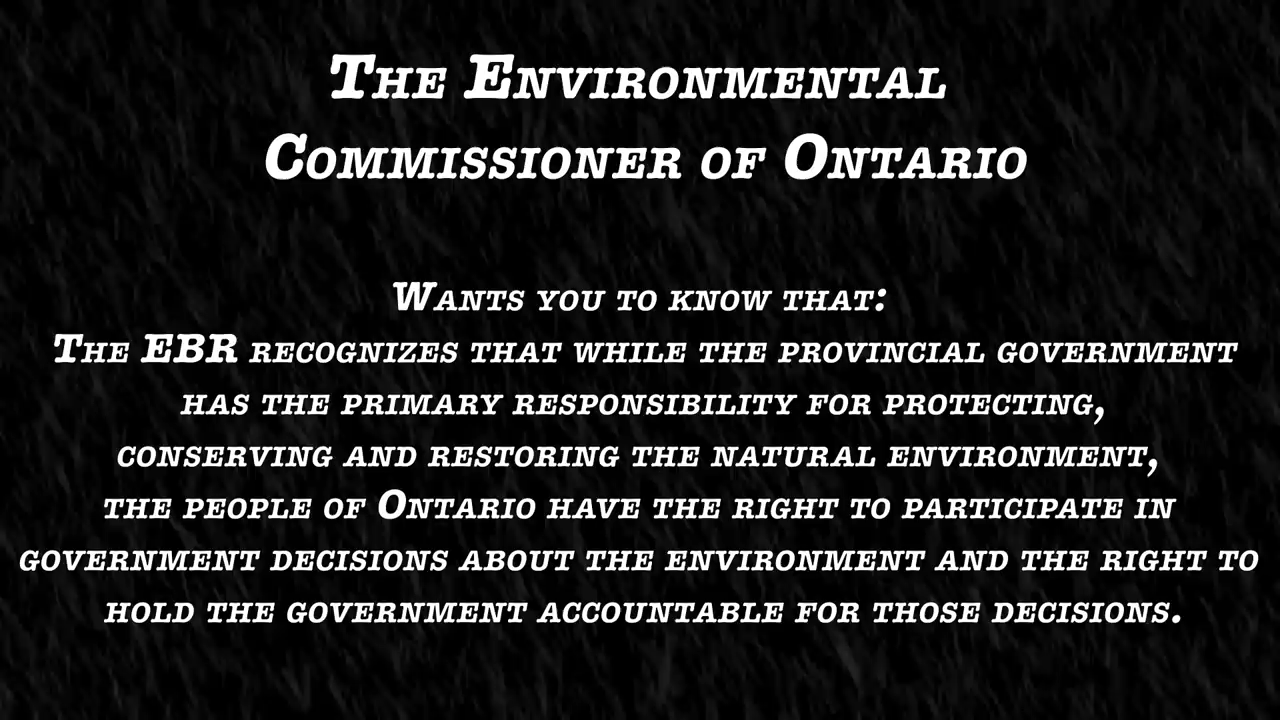 The Environmental
Commissioner of Ontario
Wants you to know that:
The EBR recognizes that while the provincial government
has the primary responsibility for protecting,
conserving and restoring the natural environment,
the people of Ontario have the right to participate in
government decisions about the environment and the right to
hold the government accountable for those decisions.